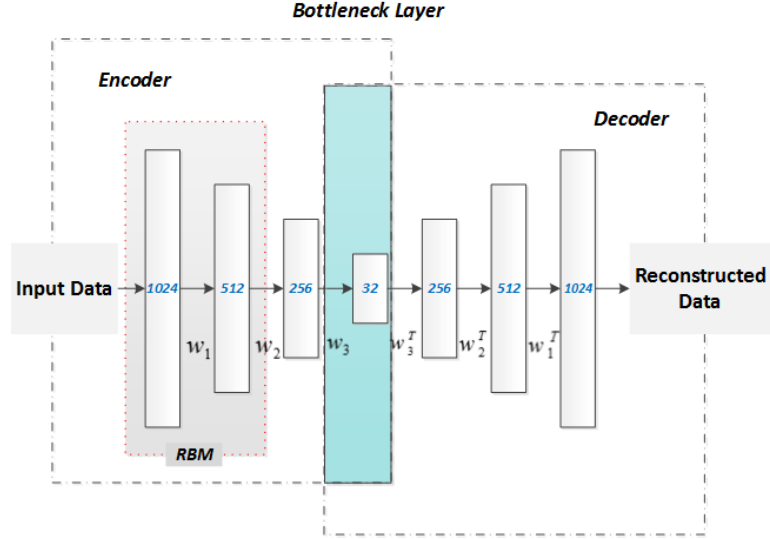 Bottleneck Layer
Encoder
Decoder
Input Data
1024
512
256
32
256
512
1024
Reconstructed
Data
w₁
w₂
w₃
w₃ᵀ
w₂ᵀ
w₁ᵀ
RBM